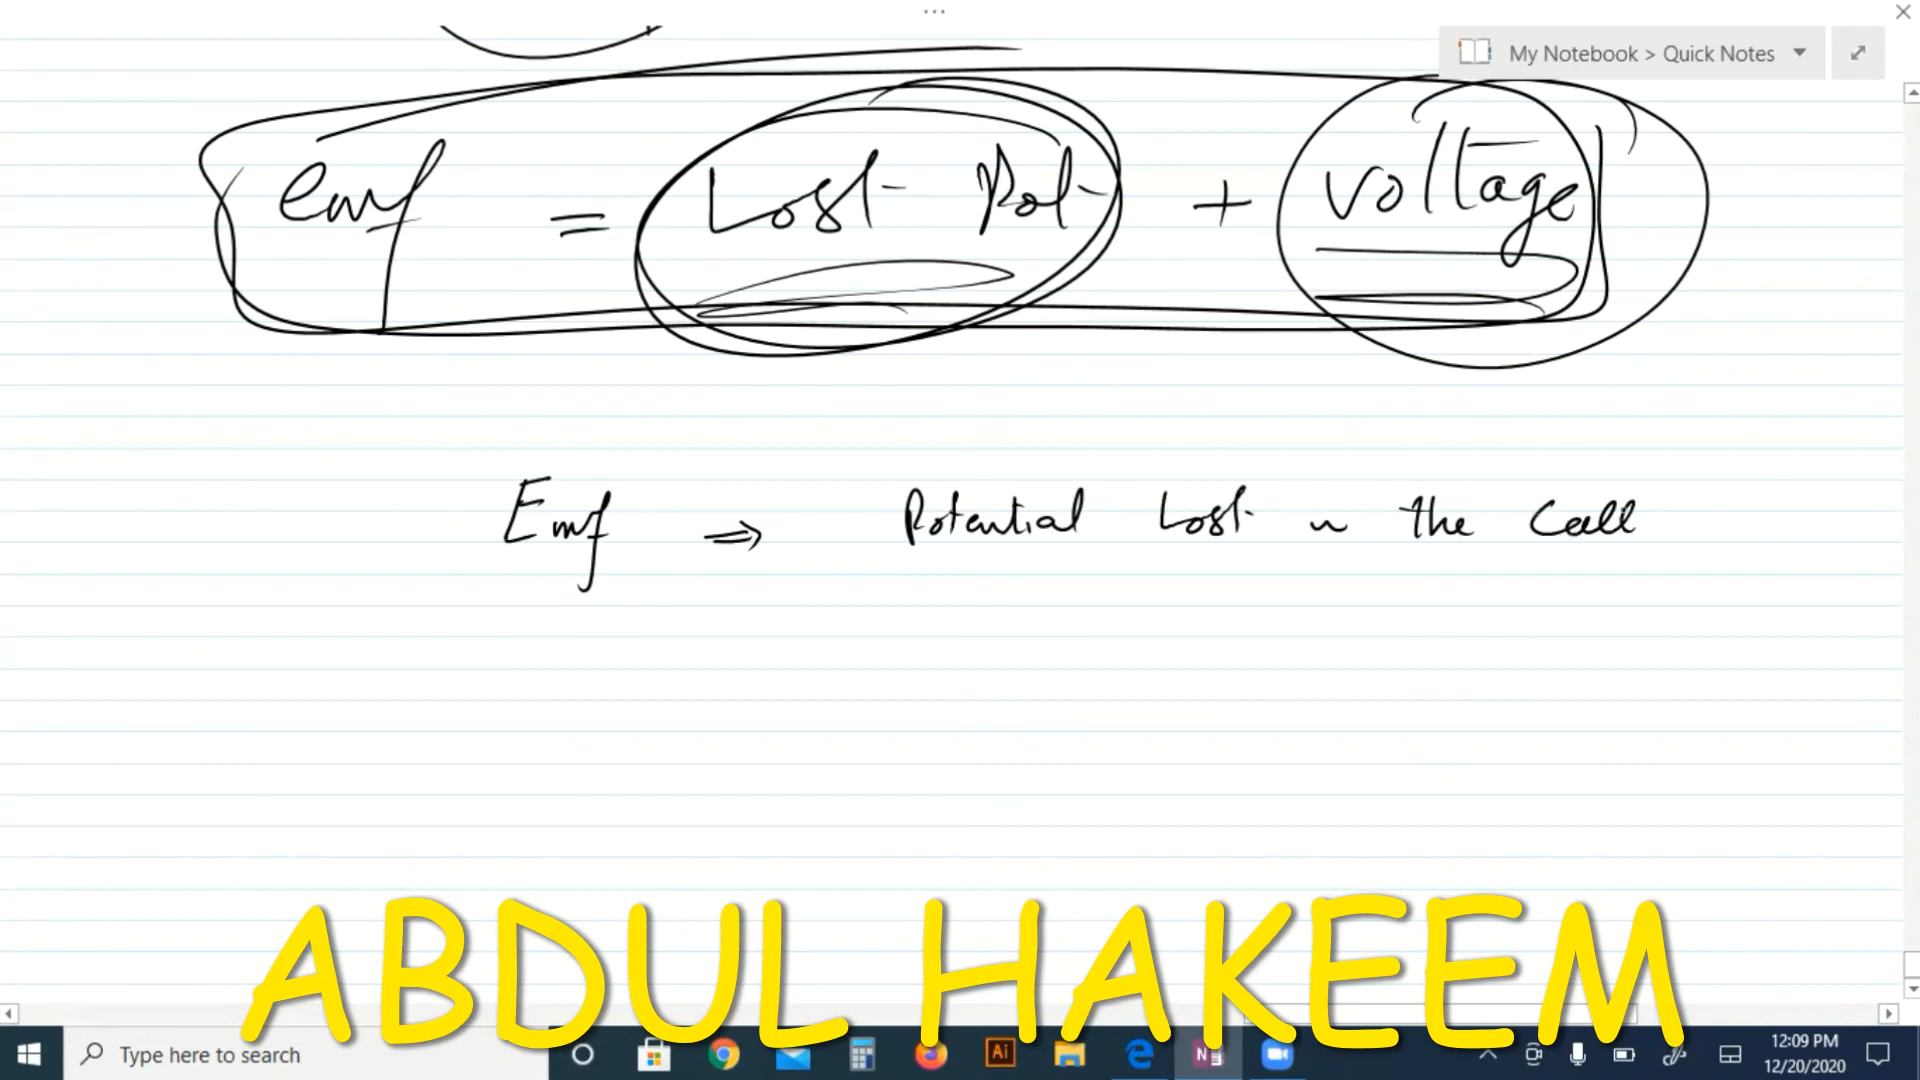 My Notebook > Quick Notes
emf = Lost Pot + voltage
Emf ⇒ Potential Lost in the Cell
ABDUL HAKEEM
Type here to search
12:09 PM
12/20/2020